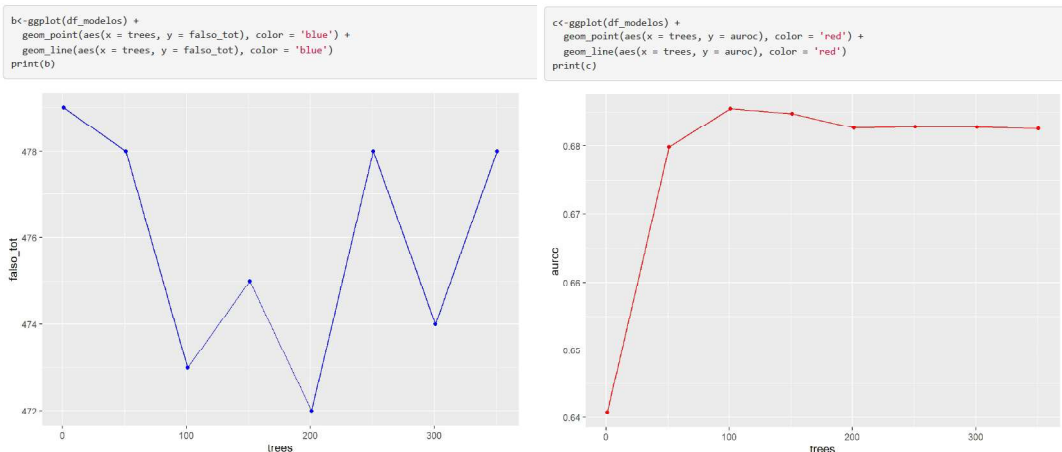 b<-ggplot(df_modelos) +
geom_point(aes(x = trees, y = falso_tot), color = 'blue') +
geom_line(aes(x = trees, y = falso_tot), color = 'blue')
print(b)
478
476
474
472
falso_tot
0 100 200 300
trees
c<-ggplot(df_modelos) +
geom_point(aes(x = trees, y = auroc), color = 'red') +
geom_line(aes(x = trees, y = auroc), color = 'red')
print(c)
0.68
0.67
0.66
0.65
0.64
auroc
0 100 200 300
trees